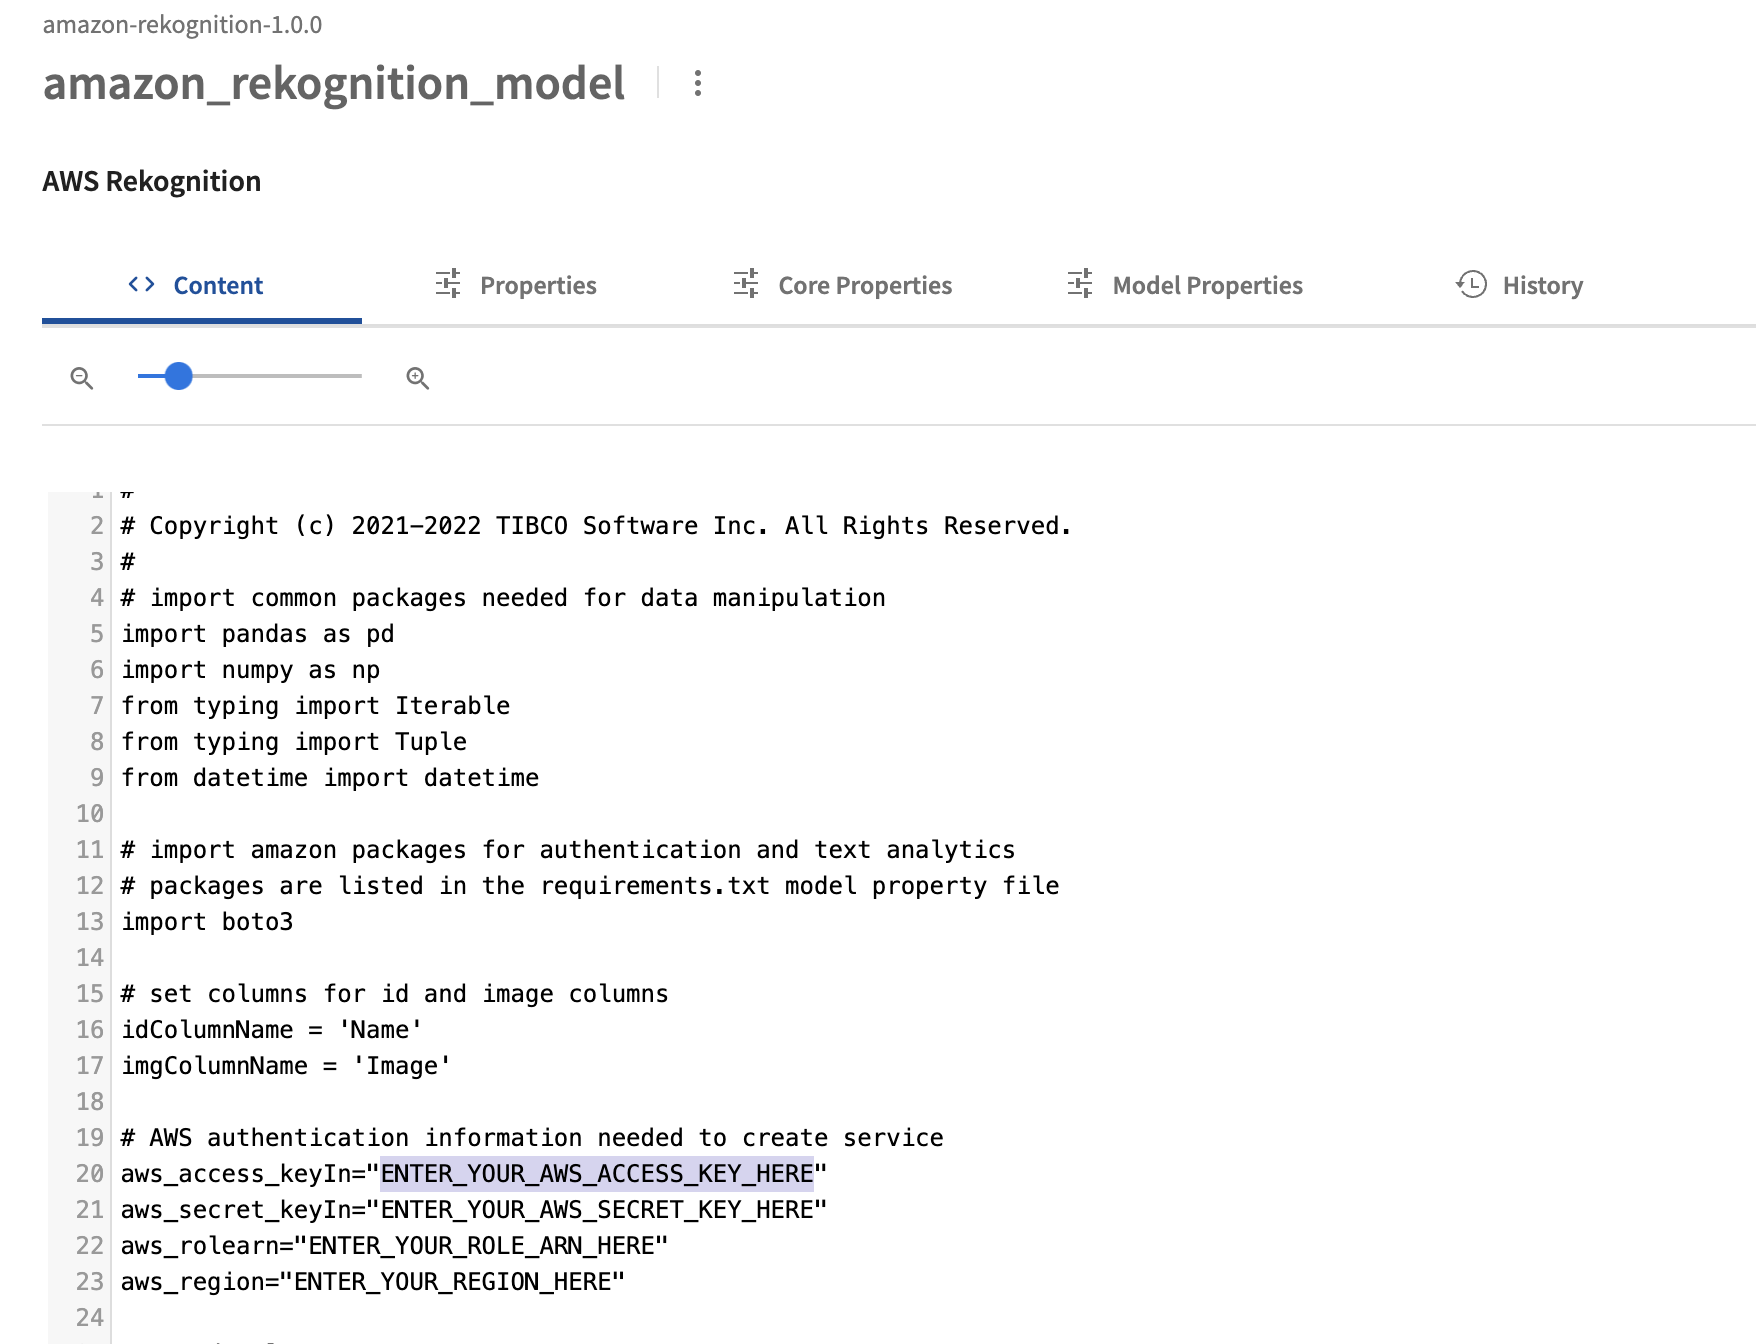 amazon-rekognition-1.0.0
amazon_rekognition_model
AWS Rekognition
Content Properties Core Properties Model Properties History
1 #
2 # Copyright (c) 2021-2022 TIBCO Software Inc. All Rights Reserved.
3 #
4 # import common packages needed for data manipulation
5 import pandas as pd
6 import numpy as np
7 from typing import Iterable
8 from typing import Tuple
9 from datetime import datetime
10
11 # import amazon packages for authentication and text analytics
12 # packages are listed in the requirements.txt model property file
13 import boto3
14
15 # set columns for id and image columns
16 idColumnName = 'Name'
17 imgColumnName = 'Image'
18
19 # AWS authentication information needed to create service
20 aws_access_keyIn="ENTER_YOUR_AWS_ACCESS_KEY_HERE"
21 aws_secret_keyIn="ENTER_YOUR_AWS_SECRET_KEY_HERE"
22 aws_rolearn="ENTER_YOUR_ROLE_ARN_HERE"
23 aws_region="ENTER_YOUR_REGION_HERE"
24